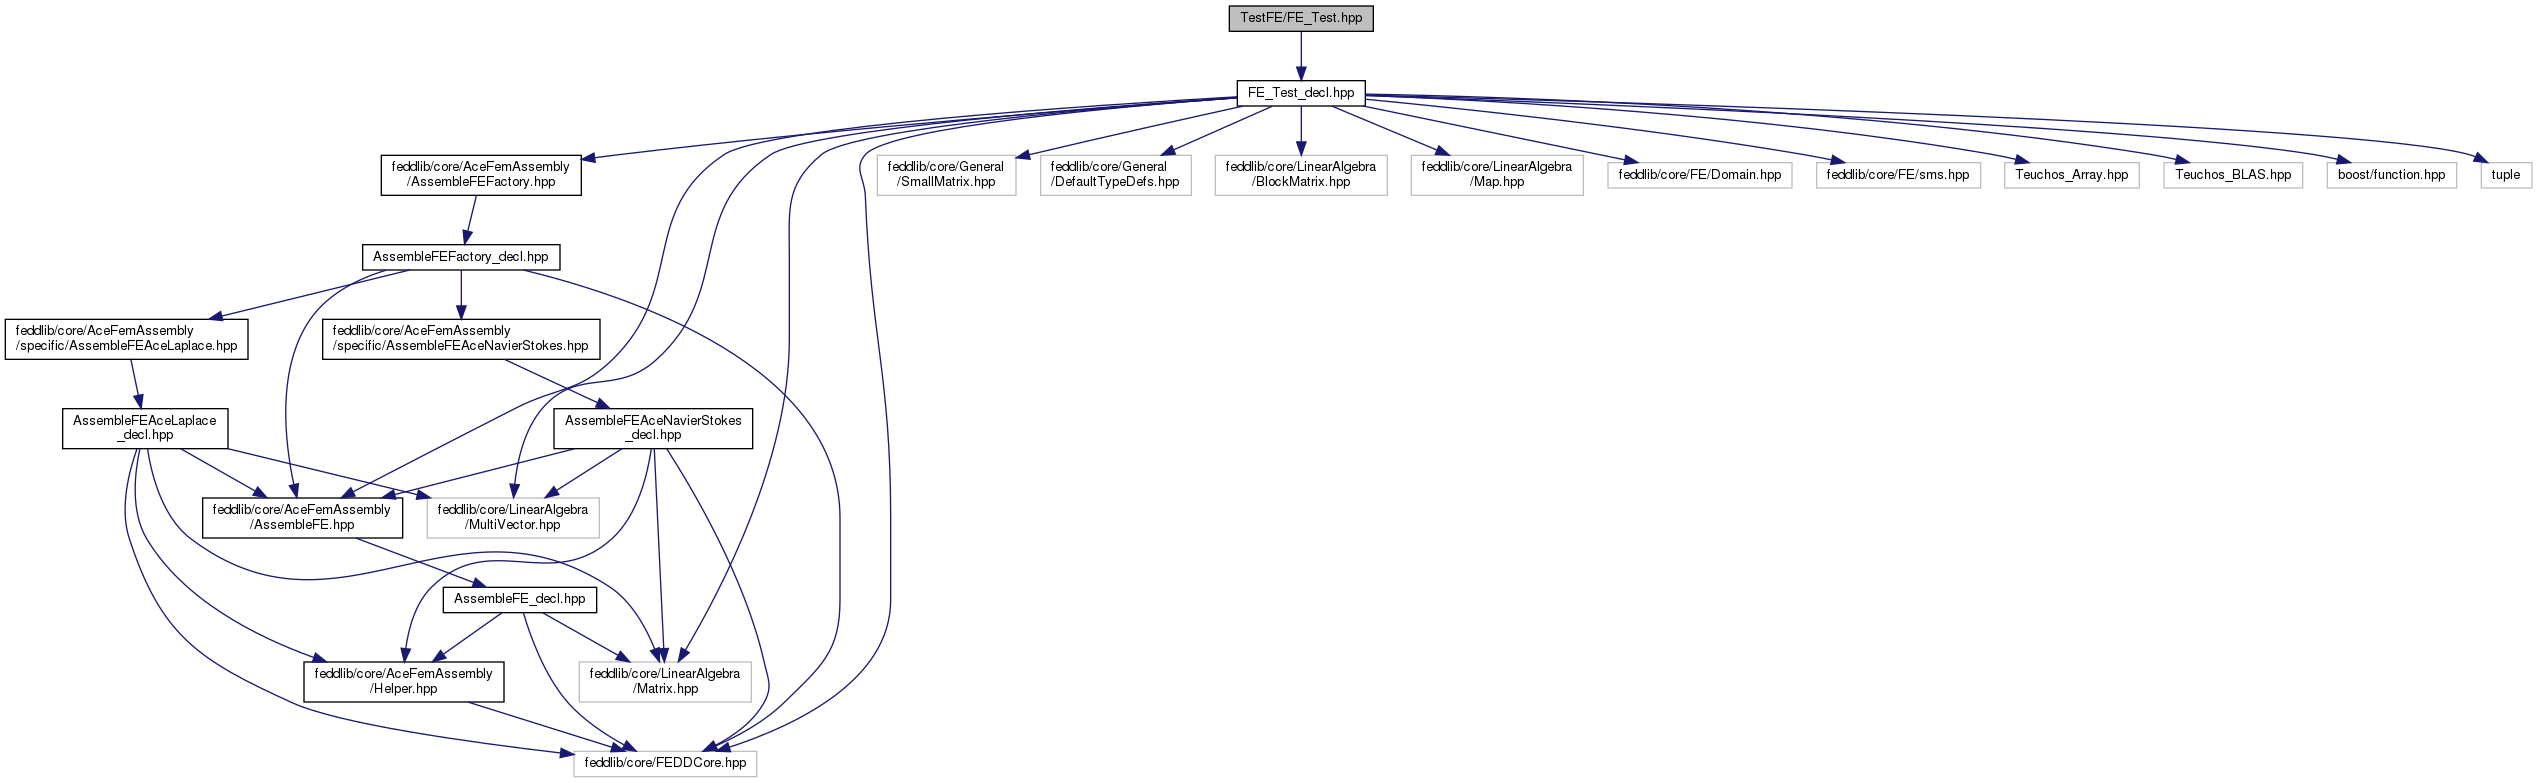 TestFE/FE_Test.hpp
FE_Test_decl.hpp
feddlib/core/AceFemAssembly
/AssembleFEFactory.hpp
feddlib/core/General
/SmallMatrix.hpp
feddlib/core/General
/DefaultTypeDefs.hpp
feddlib/core/LinearAlgebra
/BlockMatrix.hpp
feddlib/core/LinearAlgebra
/Map.hpp
feddlib/core/FE/Domain.hpp
feddlib/core/FE/sms.hpp
Teuchos_Array.hpp
Teuchos_BLAS.hpp
boost/function.hpp
tuple
AssembleFEFactory_decl.hpp
feddlib/core/AceFemAssembly
/specific/AssembleFEAceLaplace.hpp
feddlib/core/AceFemAssembly
/specific/AssembleFEAceNavierStokes.hpp
AssembleFEAceLaplace
_decl.hpp
AssembleFEAceNavierStokes
_decl.hpp
feddlib/core/AceFemAssembly
/AssembleFE.hpp
feddlib/core/LinearAlgebra
/MultiVector.hpp
AssembleFE_decl.hpp
feddlib/core/AceFemAssembly
/Helper.hpp
feddlib/core/LinearAlgebra
/Matrix.hpp
feddlib/core/FEDDCore.hpp